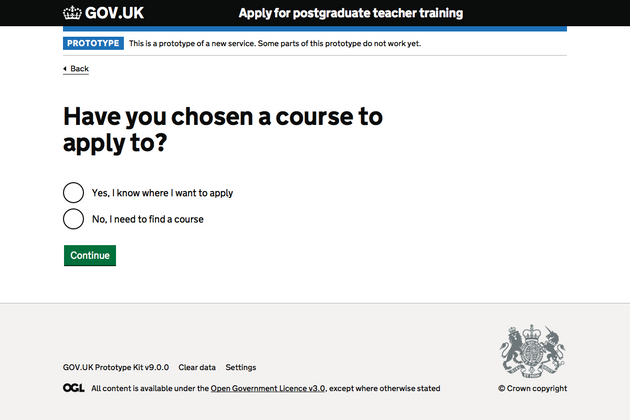 GOV.UK Apply for postgraduate teacher training
PROTOTYPE This is a prototype of a new service. Some parts of this prototype do not work yet.
Back
Have you chosen a course to
apply to?
Yes, I know where I want to apply
No, I need to find a course
Continue
GOV.UK Prototype Kit v9.0.0 Clear data Settings
OGL All content is available under the Open Government Licence v3.0, except where otherwise stated
© Crown copyright